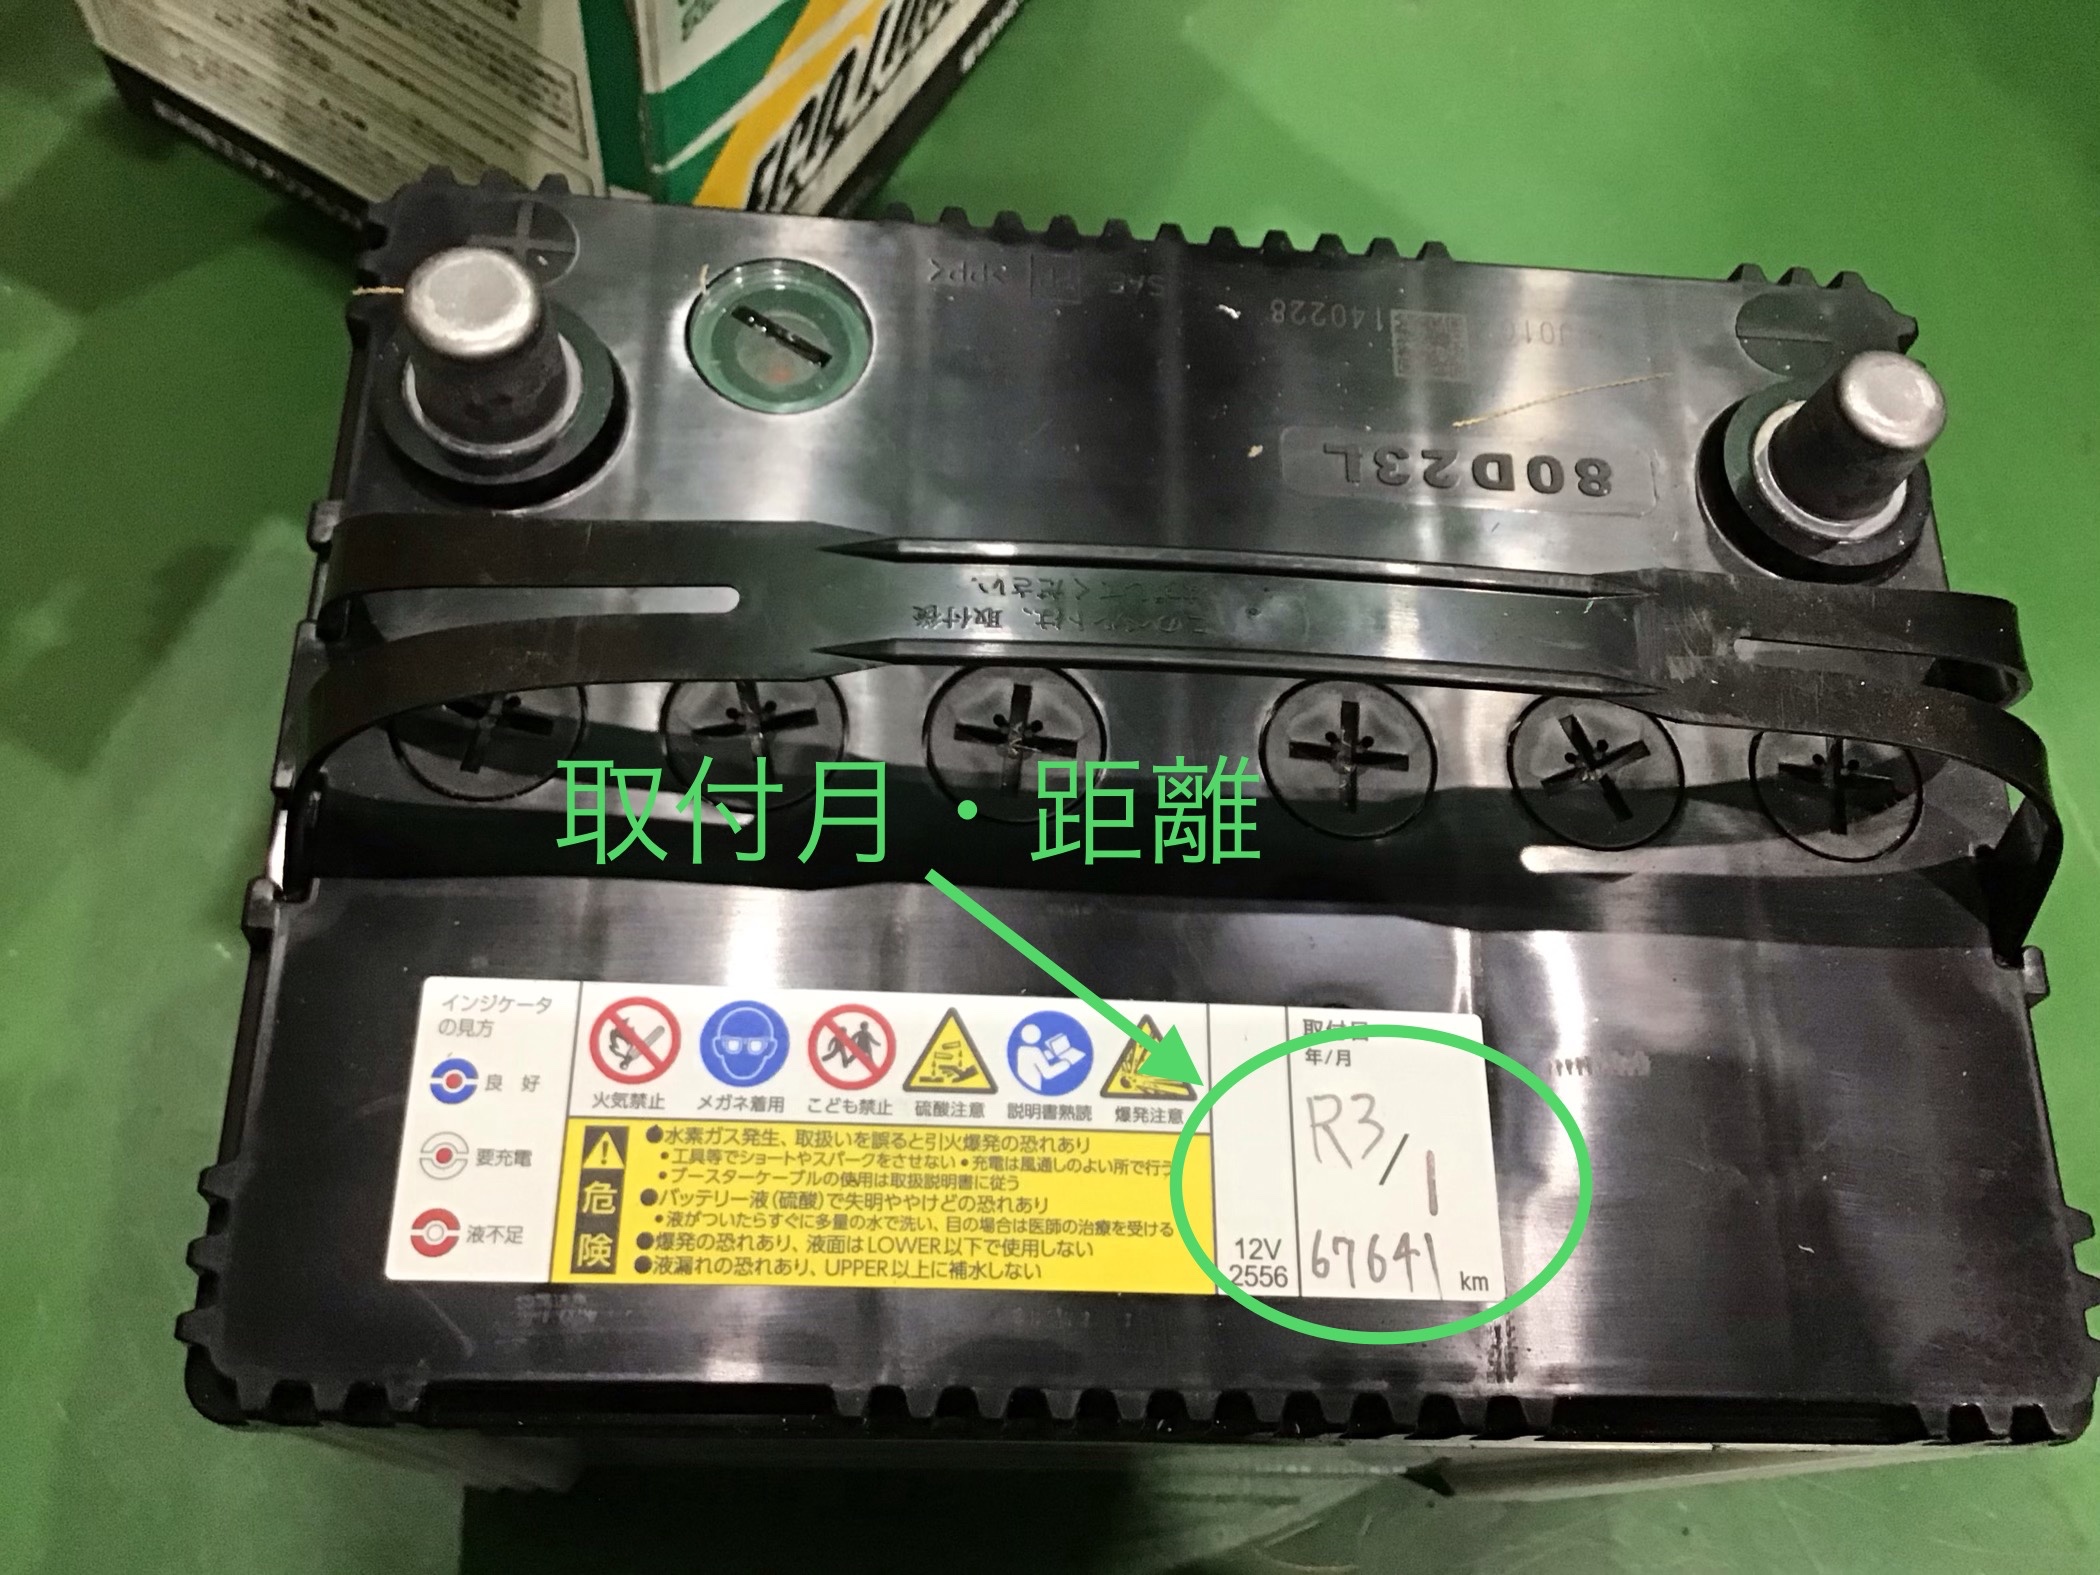 80D23L
140228
>PP<
このベルトは、取付後
取付月・距離
インジケータ
の見方
良 好
要充電
液不足
火気禁止
メガネ着用
こども禁止
硫酸注意
説明書熟読
爆発注意
危険
●水素ガス発生、取扱いを誤ると引火爆発の恐れあり
•工具等でショートやスパークをさせない•充電は風通しのよい所で行う
•ブースターケーブルの使用は取扱説明書に従う
●バッテリー液(硫酸)で失明ややけどの恐れあり
•液がついたらすぐに多量の水で洗い、目の場合は医師の治療を受ける
●爆発の恐れあり、液面はLOWER以下で使用しない
●液漏れの恐れあり、UPPER以上に補水しない
12V
2556
取付日
年/月
R3/1
67641 km